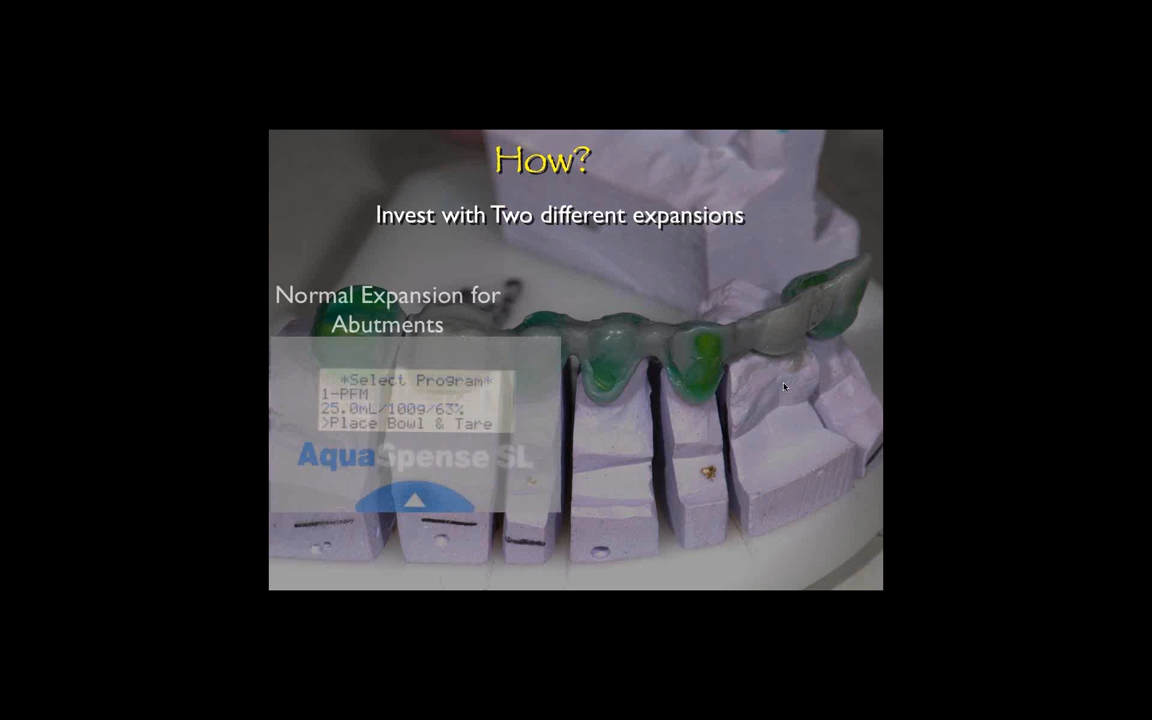 How?
Invest with Two different expansions
Normal Expansion for
Abutments
*Select Program*
1-PFM
25.0mL/100g/63%
>Place Bowl & Tare
AquaSpense SL